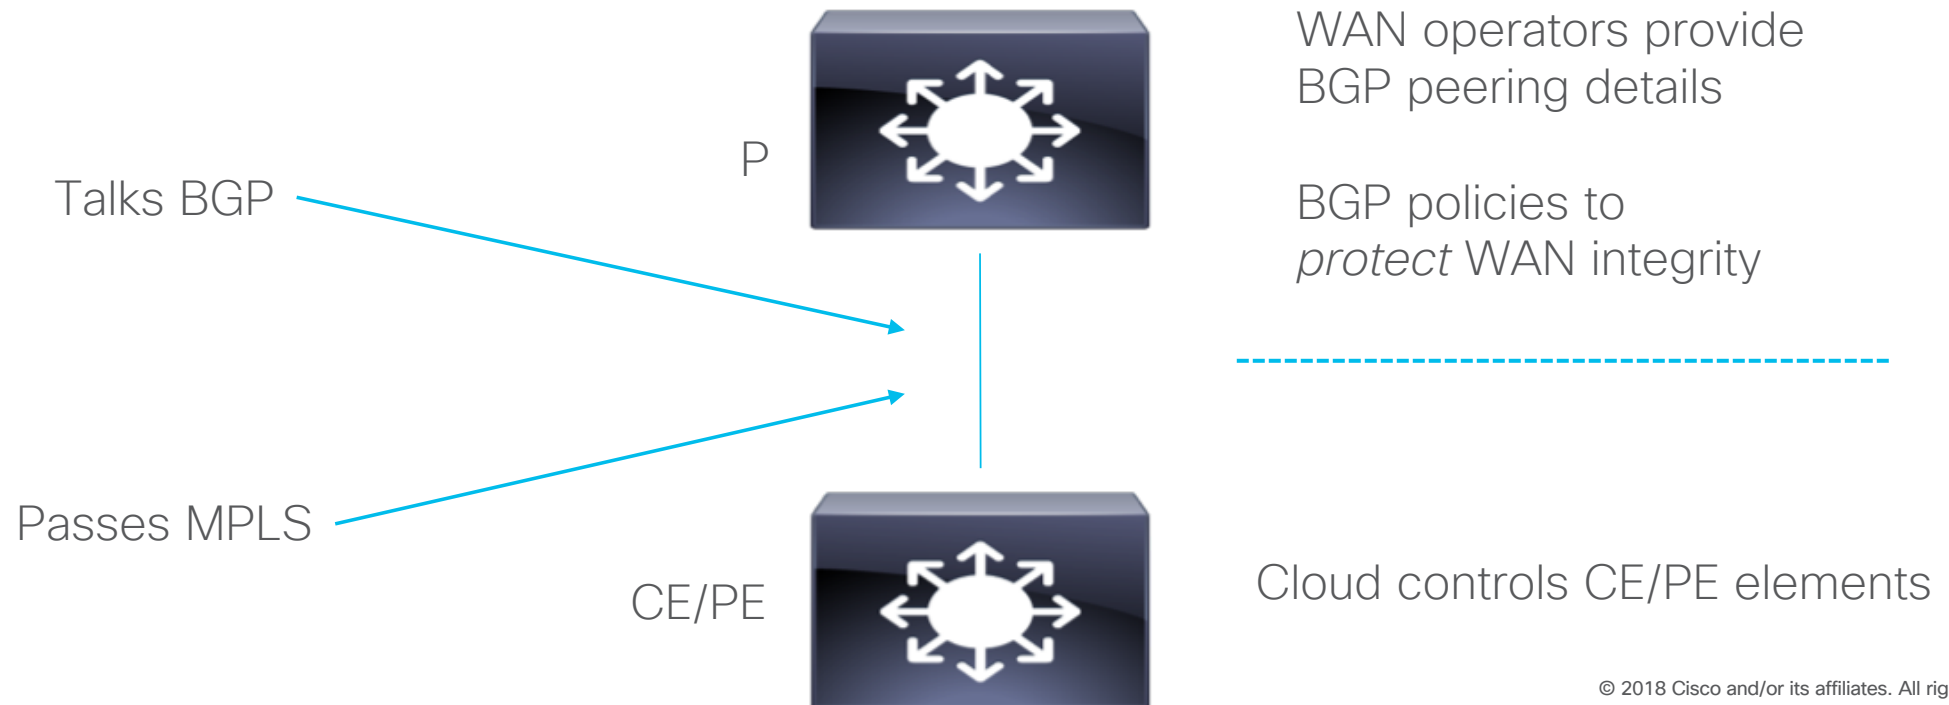 WAN operators provide
BGP peering details
P
Talks BGP
BGP policies to
protect WAN integrity
Passes MPLS
CE/PE
Cloud controls CE/PE elements
© 2018 Cisco and/or its affiliates. All rig